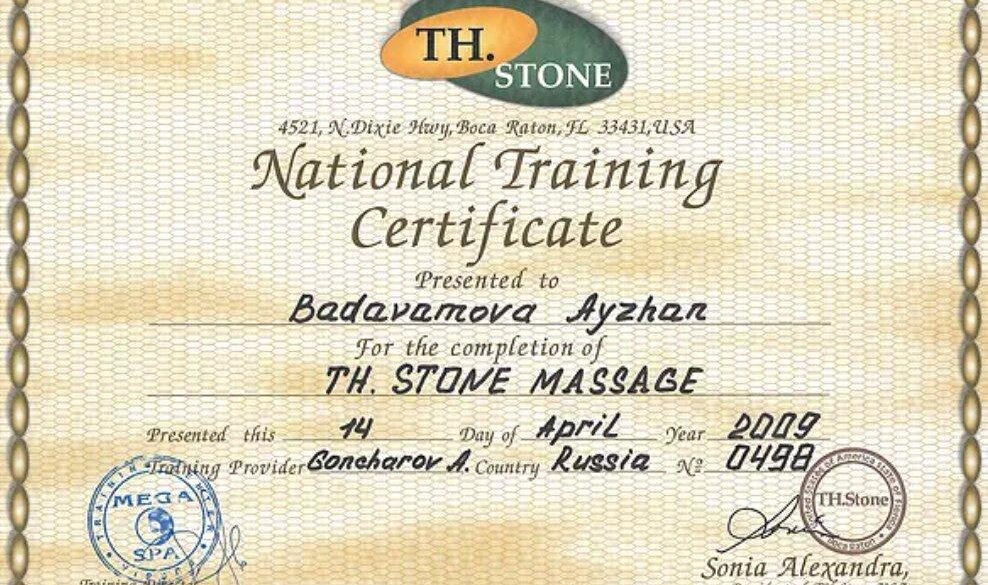 TH.
STONE
4521, N.Dixie Hwy, Boca Raton, FL 33431, USA
National Training
Certificate
Presented to
Badavamova Ayzhan
For the completion of
TH. STONE MASSAGE
Presented this 14 Day of April Year 2009
Training Provider Goncharov A. Country Russia № 0498
MEGA
SPA
TH.Stone
Sonia Alexandra,